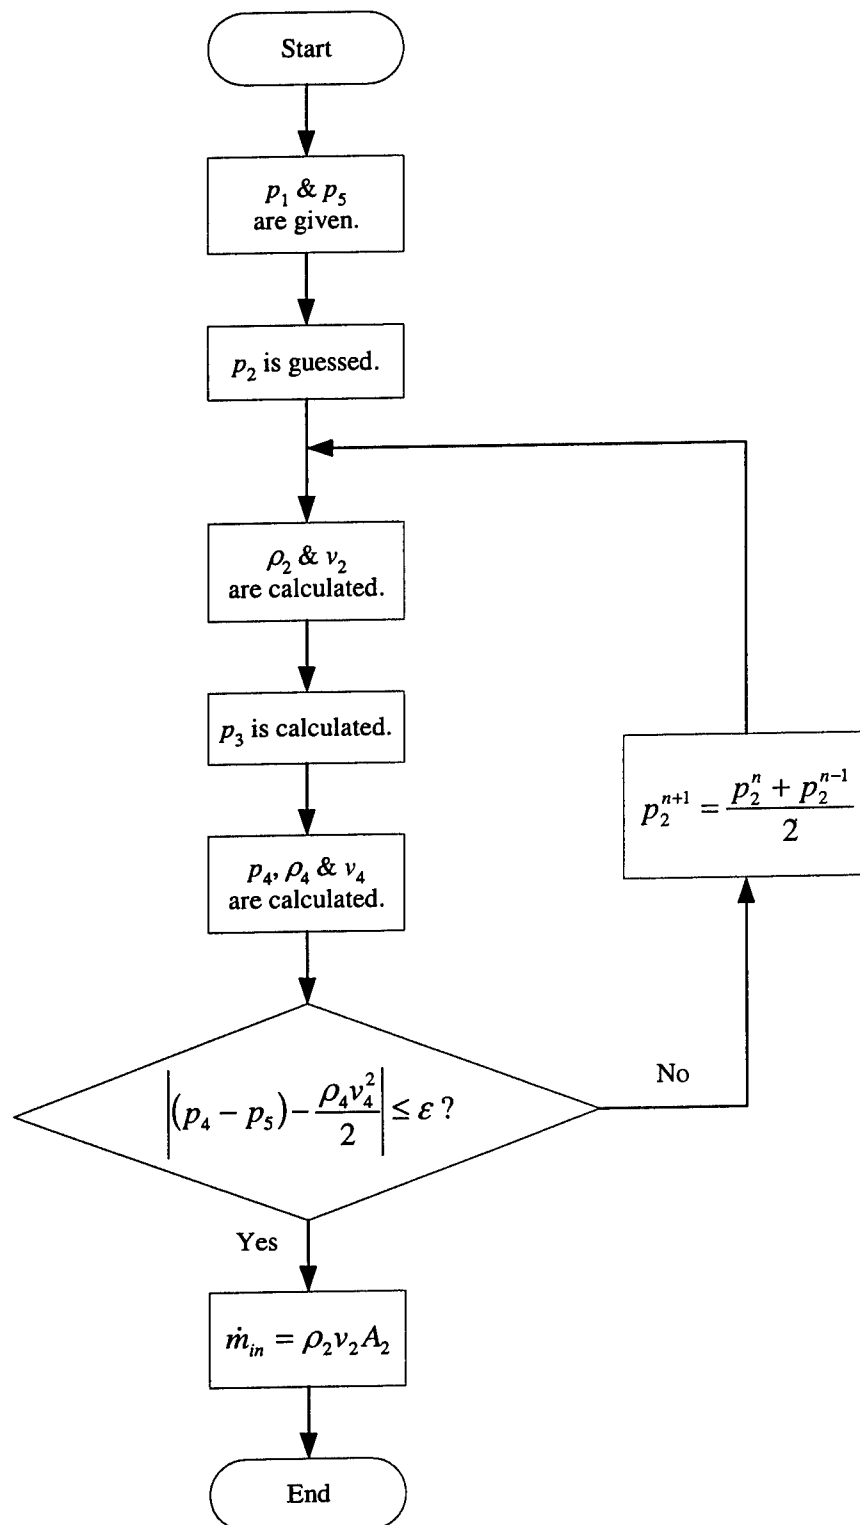 Start
p₁ & p₅
are given.
p₂ is guessed.
ρ₂ & v₂
are calculated.
p₃ is calculated.
p₂ⁿ⁺¹ = (p₂ⁿ + p₂ⁿ⁻¹)/2
p₄, ρ₄ & v₄
are calculated.
No
|(p₄ − p₅) − ρ₄v₄²/2| ≤ ε ?
Yes
ṁᵢₙ = ρ₂v₂A₂
End